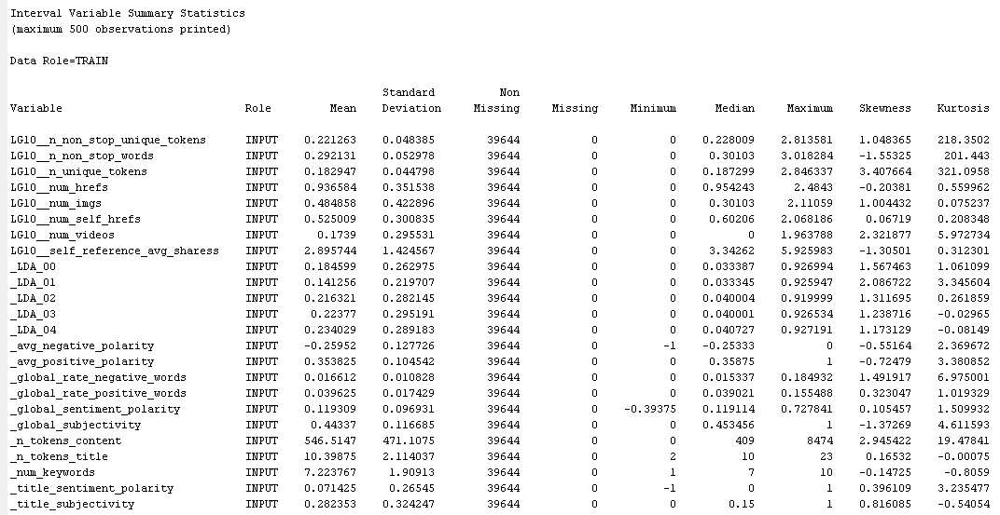 Interval Variable Summary Statistics
(maximum 500 observations printed)
Data Role=TRAIN
Standard Non
Variable Role Mean Deviation Missing Missing Minimum Median Maximum Skewness Kurtosis
LG10__n_non_stop_unique_tokens INPUT 0.221263 0.048385 39644 0 0 0.228009 2.813581 1.048365 218.3502
LG10__n_non_stop_words INPUT 0.292131 0.052978 39644 0 0 0.30103 3.018284 -1.55325 201.443
LG10__n_unique_tokens INPUT 0.182947 0.044798 39644 0 0 0.187299 2.846337 3.407664 321.0958
LG10__num_hrefs INPUT 0.936584 0.351538 39644 0 0 0.954243 2.4843 -0.20381 0.559962
LG10__num_imgs INPUT 0.484858 0.422896 39644 0 0 0.30103 2.11059 1.004432 0.075237
LG10__num_self_hrefs INPUT 0.525009 0.300835 39644 0 0 0.60206 2.068186 0.06719 0.208348
LG10__num_videos INPUT 0.1739 0.295531 39644 0 0 0 1.963788 2.321877 5.972734
LG10__self_reference_avg_sharess INPUT 2.895744 1.424567 39644 0 0 3.34262 5.925983 -1.30501 0.312301
_LDA_00 INPUT 0.184599 0.262975 39644 0 0 0.033387 0.926994 1.567463 1.061099
_LDA_01 INPUT 0.141256 0.219707 39644 0 0 0.033345 0.925947 2.086722 3.345604
_LDA_02 INPUT 0.216321 0.282145 39644 0 0 0.040004 0.919999 1.311695 0.261859
_LDA_03 INPUT 0.22377 0.295191 39644 0 0 0.040001 0.926534 1.238716 -0.02965
_LDA_04 INPUT 0.234029 0.289183 39644 0 0 0.040727 0.927191 1.173129 -0.08149
_avg_negative_polarity INPUT -0.25952 0.127726 39644 0 -1 -0.25333 0 -0.55164 2.369672
_avg_positive_polarity INPUT 0.353825 0.104542 39644 0 0 0.35875 1 -0.72479 3.380852
_global_rate_negative_words INPUT 0.016612 0.010828 39644 0 0 0.015337 0.184932 1.491917 6.975001
_global_rate_positive_words INPUT 0.039625 0.017429 39644 0 0 0.039021 0.155488 0.323047 1.019329
_global_sentiment_polarity INPUT 0.119309 0.096931 39644 0 -0.39375 0.119114 0.727841 0.105457 1.509932
_global_subjectivity INPUT 0.44337 0.116685 39644 0 0 0.453456 1 -1.37269 4.611593
_n_tokens_content INPUT 546.5147 471.1075 39644 0 0 409 8474 2.945422 19.47841
_n_tokens_title INPUT 10.39875 2.114037 39644 0 2 10 23 0.16532 -0.00075
_num_keywords INPUT 7.223767 1.90913 39644 0 1 7 10 -0.14725 -0.8059
_title_sentiment_polarity INPUT 0.071425 0.26545 39644 0 -1 0 1 0.396109 3.235477
_title_subjectivity INPUT 0.282353 0.324247 39644 0 0 0.15 1 0.816085 -0.54054